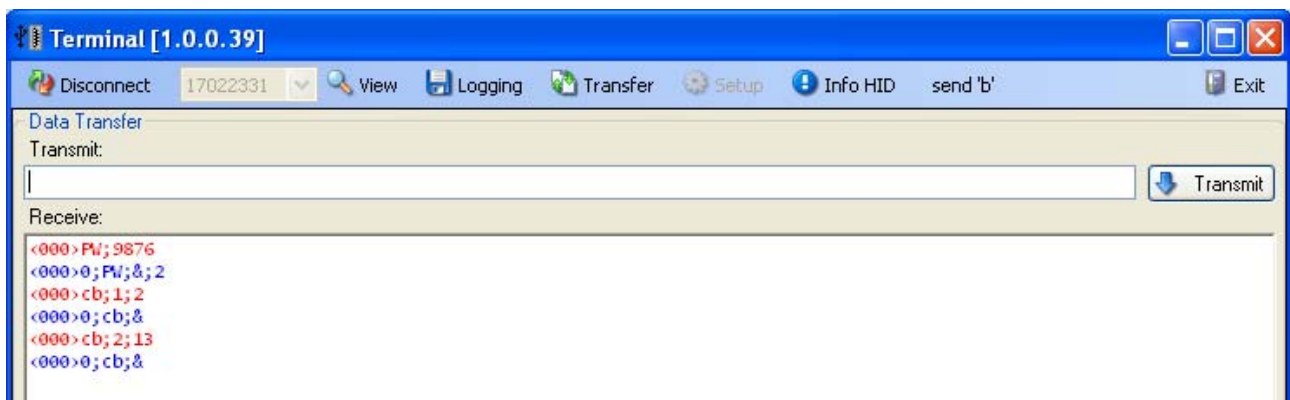 Terminal [1.0.0.39]
Disconnect 17022331 View Logging Transfer Setup Info HID send 'b' Exit
Data Transfer
Transmit:
Transmit
Receive:
<000>PW;9876
<000>0;PW;&;2
<000>cb;1;2
<000>0;cb;&
<000>cb;2;13
<000>0;cb;&